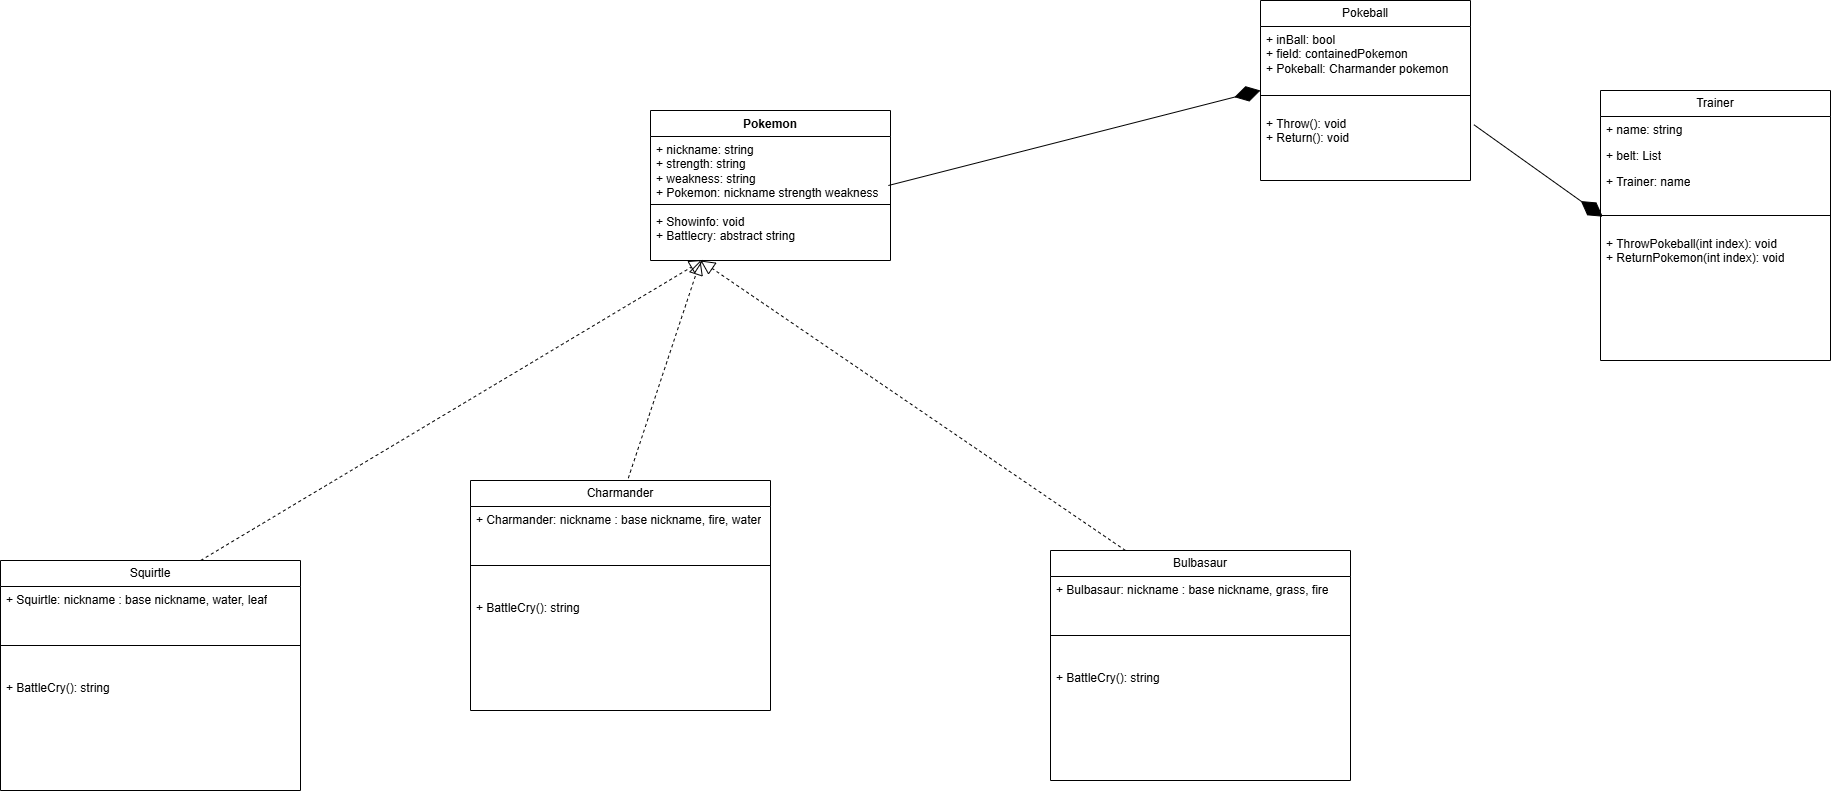 Pokeball
+ inBall: bool
+ field: containedPokemon
+ Pokeball: Charmander pokemon
+ Throw(): void
+ Return(): void
Trainer
+ name: string
+ belt: List
+ Trainer: name
+ ThrowPokeball(int index): void
+ ReturnPokemon(int index): void
Pokemon
+ nickname: string
+ strength: string
+ weakness: string
+ Pokemon: nickname strength weakness
+ Showinfo: void
+ Battlecry: abstract string
Squirtle
+ Squirtle: nickname : base nickname, water, leaf
+ BattleCry(): string
Charmander
+ Charmander: nickname : base nickname, fire, water
+ BattleCry(): string
Bulbasaur
+ Bulbasaur: nickname : base nickname, grass, fire
+ BattleCry(): string